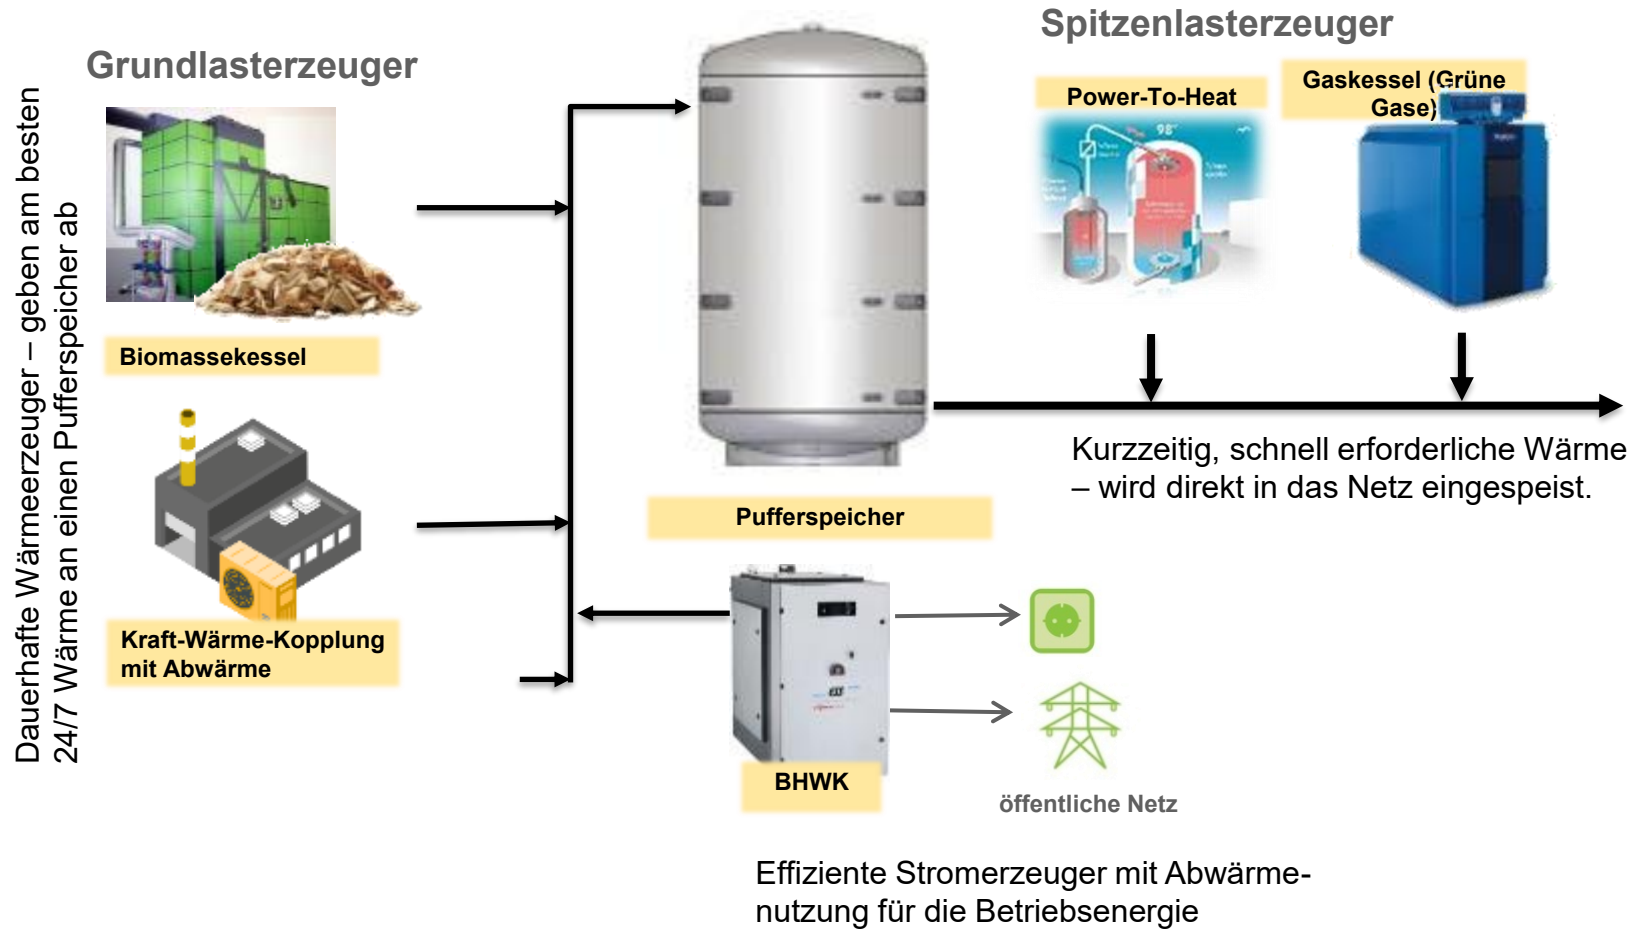 Grundlasterzeuger
Dauerhafte Wärmeerzeuger – geben am besten
24/7 Wärme an einen Pufferspeicher ab
Biomassekessel
Kraft-Wärme-Kopplung
mit Abwärme
Pufferspeicher
BHWK
öffentliche Netz
Effiziente Stromerzeuger mit Abwärme-
nutzung für die Betriebsenergie
Spitzenlasterzeuger
Power-To-Heat
98°
Gaskessel (Grüne
Gase)
Kurzzeitig, schnell erforderliche Wärme
– wird direkt in das Netz eingespeist.